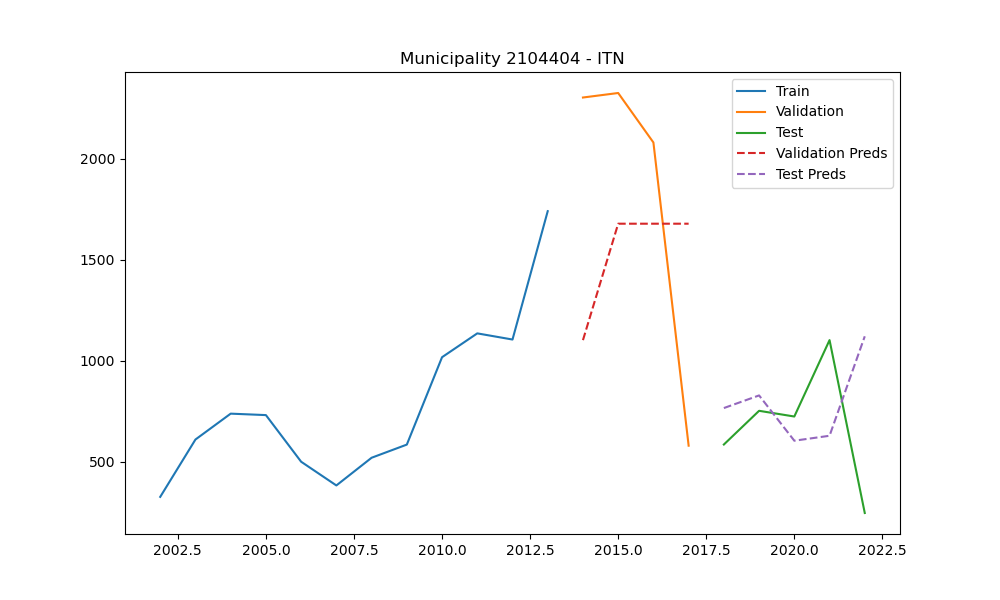 Municipality 2104404 - ITN
Train
Validation
Test
Validation Preds
Test Preds
2000
1500
1000
500
2002.5 2005.0 2007.5 2010.0 2012.5 2015.0 2017.5 2020.0 2022.5